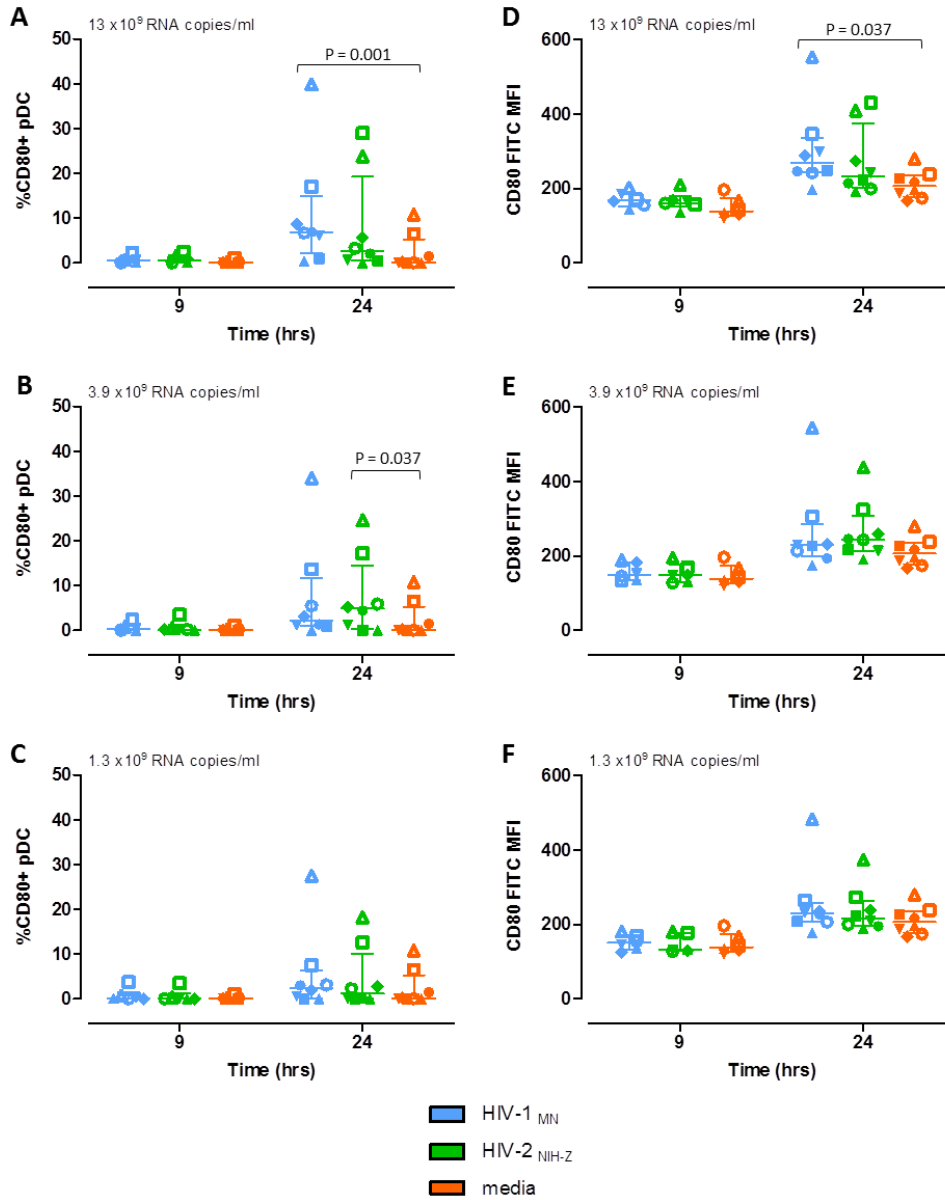 A
13 x10⁹ RNA copies/ml
P = 0.001
%CD80+ pDC
50
40
30
20
10
0
9
24
Time (hrs)
D
13 x10⁹ RNA copies/ml
P = 0.037
CD80 FITC MFI
600
400
200
0
9
24
Time (hrs)
B
3.9 x10⁹ RNA copies/ml
P = 0.037
%CD80+ pDC
50
40
30
20
10
0
9
24
Time (hrs)
E
3.9 x10⁹ RNA copies/ml
CD80 FITC MFI
600
400
200
0
9
24
Time (hrs)
C
1.3 x10⁹ RNA copies/ml
%CD80+ pDC
50
40
30
20
10
0
9
24
Time (hrs)
F
1.3 x10⁹ RNA copies/ml
CD80 FITC MFI
600
400
200
0
9
24
Time (hrs)
HIV-1 MN
HIV-2 NIH-Z
media